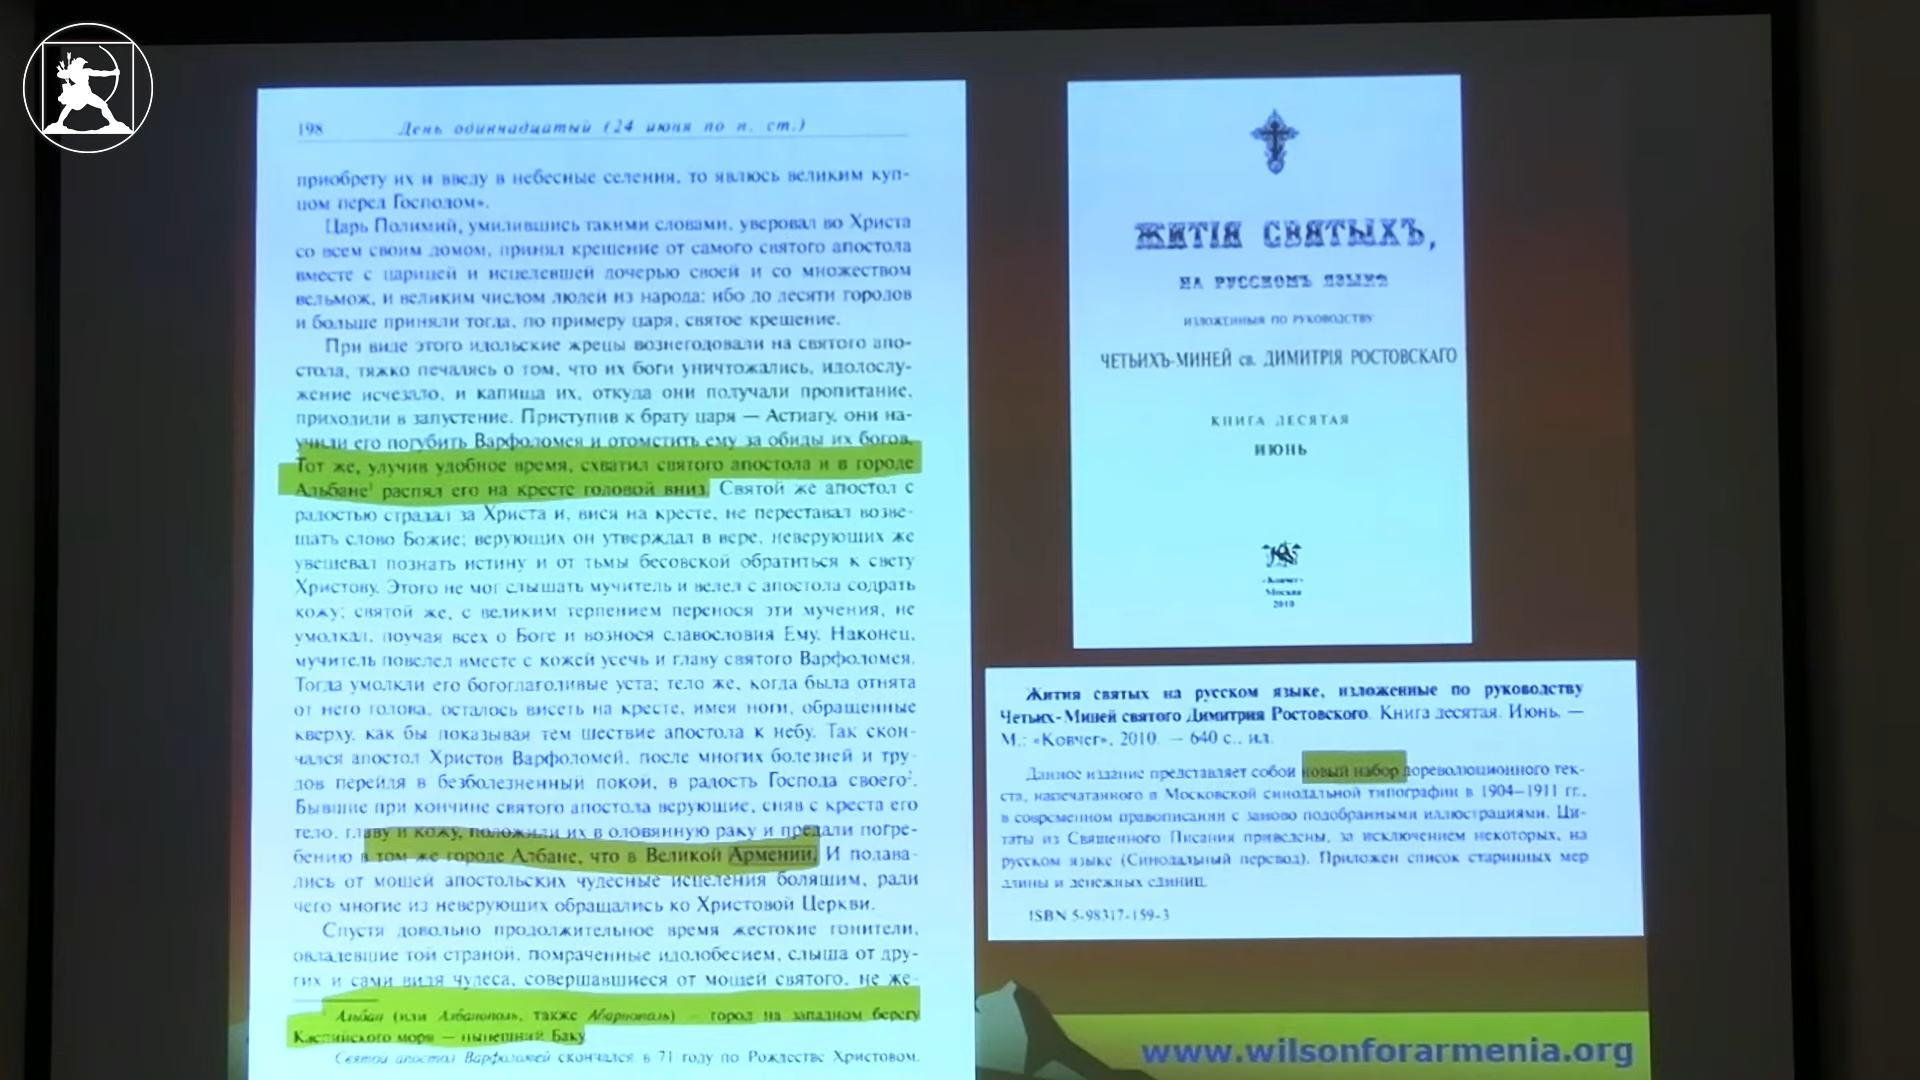 198 День одиннадцатый (24 июня по н. ст.)
приобрету их и введу в небесные селения, то явлюсь великим куп-
цом перед Господом».
Царь Полимий, умилившись такими словами, уверовал во Христа
со всем своим домом, принял крещение от самого святого апостола
вместе с царицей и исцелевшей дочерью своей и со множеством
вельмож, и великим числом людей из народа: ибо до десяти городов
и больше приняли тогда, по примеру царя, святое крещение.
При виде этого идольские жрецы вознегодовали на святого апо-
стола, тяжко печалясь о том, что их боги уничтожались, идолослу-
жение исчезало, и капища их, откуда они получали пропитание,
приходили в запустение. Приступив к брату царя — Астиагу, они на-
учили его погубить Варфоломея и отомстить ему за обиды их богов.
Тот же, улучив удобное время, схватил святого апостола и в городе
Альбане¹ распял его на кресте головой вниз. Святой же апостол с
радостью страдал за Христа и, вися на кресте, не переставал возве-
щать слово Божие; верующих он утверждал в вере, неверующих же
увещевал познать истину и от тьмы бесовской обратиться к свету
Христову. Этого не мог слышать мучитель и велел с апостола содрать
кожу; святой же, с великим терпением перенося эти мучения, не
умолкал, поучая всех о Боге и вознося славословия Ему. Наконец,
мучитель повелел вместе с кожей усечь и главу святого Варфоломея.
Тогда умолкли его богоглаголивые уста; тело же, когда была отнята
от него голова, осталось висеть на кресте, имея ноги, обращенные
кверху, как бы показывая тем шествие апостола к небу. Так скон-
чался апостол Христов Варфоломей, после многих болезней и тру-
дов перейдя в безболезненный покой, в радость Господа своего².
Бывшие при кончине святого апостола верующие, сняв с креста его
тело, главу и кожу, положили их в оловянную раку и предали погре-
бению в том же городе Албане, что в Великой Армении. И подава-
лись от мощей апостольских чудесные исцеления болящим, ради
чего многие из неверующих обращались ко Христовой Церкви.
Спустя довольно продолжительное время жестокие гонители,
овладевшие той страной, помраченные идолобесием, слыша от дру-
гих и сами видя чудеса, совершавшиеся от мощей святого, не же-
Альбан (или Албанополь, также Абарнополь) — город на западном берегу
Каспийского моря — нынешний Баку
Святой апостол Варфоломей скончался в 71 году по Рождестве Христовом.
ЖИТІЯ СВЯТЫХЪ,
НА РУССКОМЪ ЯЗЫКѢ
ИЗЛОЖЕННЫЯ ПО РУКОВОДСТВУ
ЧЕТЬИХЪ-МИНЕЙ св. ДИМИТРІЯ РОСТОВСКАГО
КНИГА ДЕСЯТАЯ
ИЮНЬ
«Ковчег»
Москва
2010
Жития святых на русском языке, изложенные по руководству
Четьих-Миней святого Димитрия Ростовского. Книга десятая. Июнь. —
М.: «Ковчег», 2010. — 640 с., ил.
Данное издание представляет собой новый набор дореволюционного тек-
ста, напечатанного в Московской синодальной типографии в 1904–1911 гг.,
в современном правописании с заново подобранными иллюстрациями. Ци-
таты из Священного Писания приведены, за исключением некоторых, на
русском языке (Синодальный перевод). Приложен список старинных мер
длины и денежных единиц.
ISBN 5-98317-159-3
www.wilsonforarmenia.org